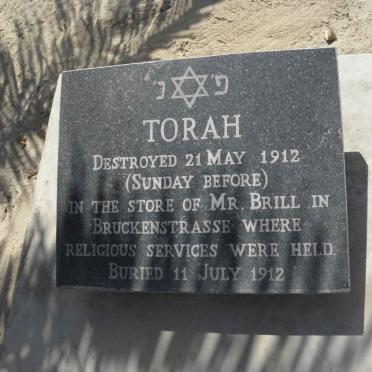 פ״נ
TORAH
DESTROYED 21 MAY 1912
(SUNDAY BEFORE)
IN THE STORE OF MR. BRILL IN
BRUCKENSTRASSE WHERE
RELIGIOUS SERVICES WERE HELD.
BURIED 11 JULY 1912